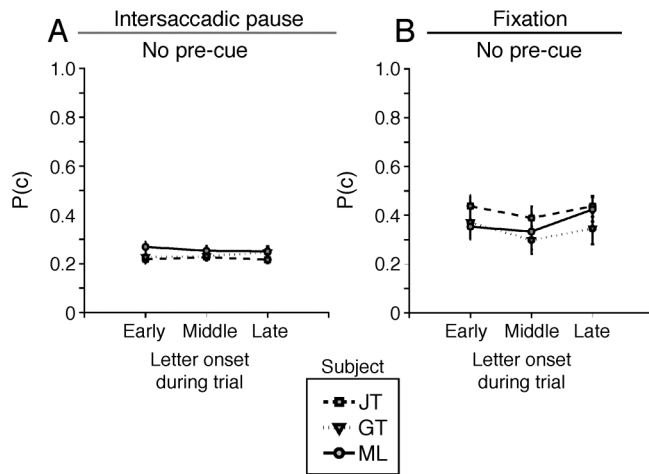 A
Intersaccadic pause
No pre-cue
P(c)
1.0
0.8
0.6
0.4
0.2
0
Early Middle Late
Letter onset
during trial
B
Fixation
No pre-cue
P(c)
1.0
0.8
0.6
0.4
0.2
0
Early Middle Late
Letter onset
during trial
Subject
JT
GT
ML